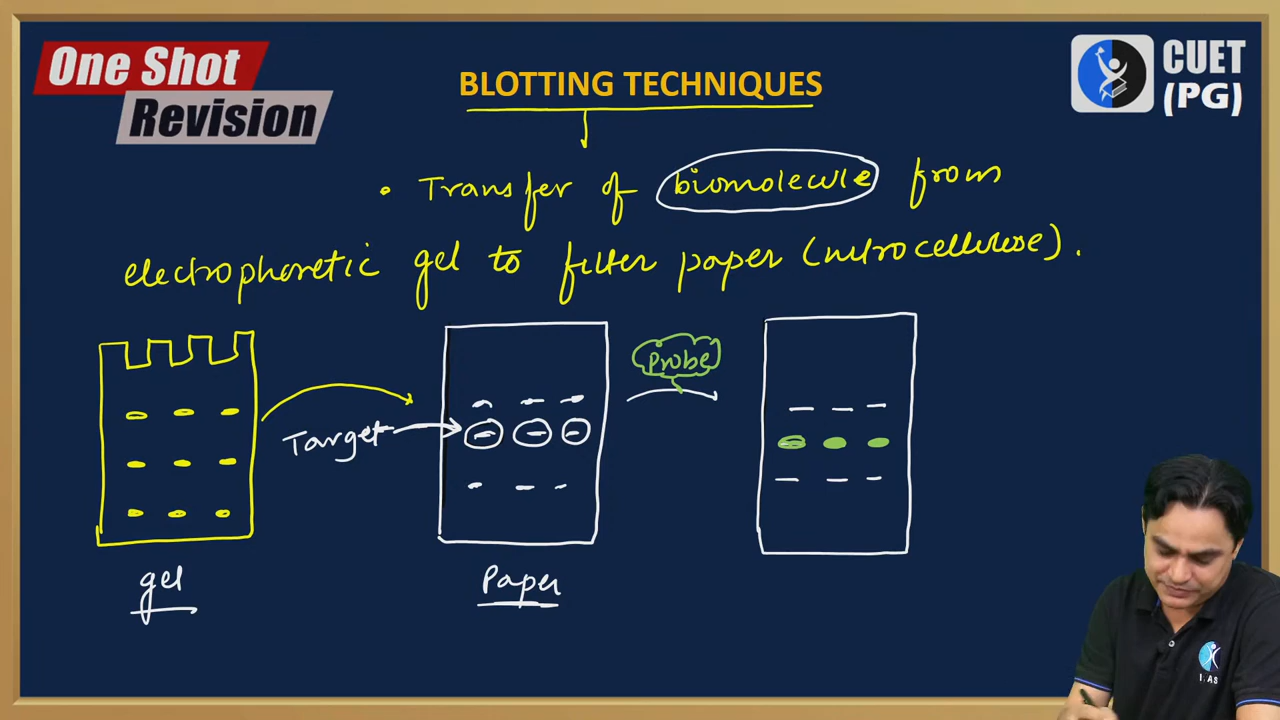 One Shot
Revision
BLOTTING TECHNIQUES
CUET
(PG)
• Transfer of biomolecule from
electrophoretic gel to filter paper (nitrocellulose).
Probe
Target
gel
Paper